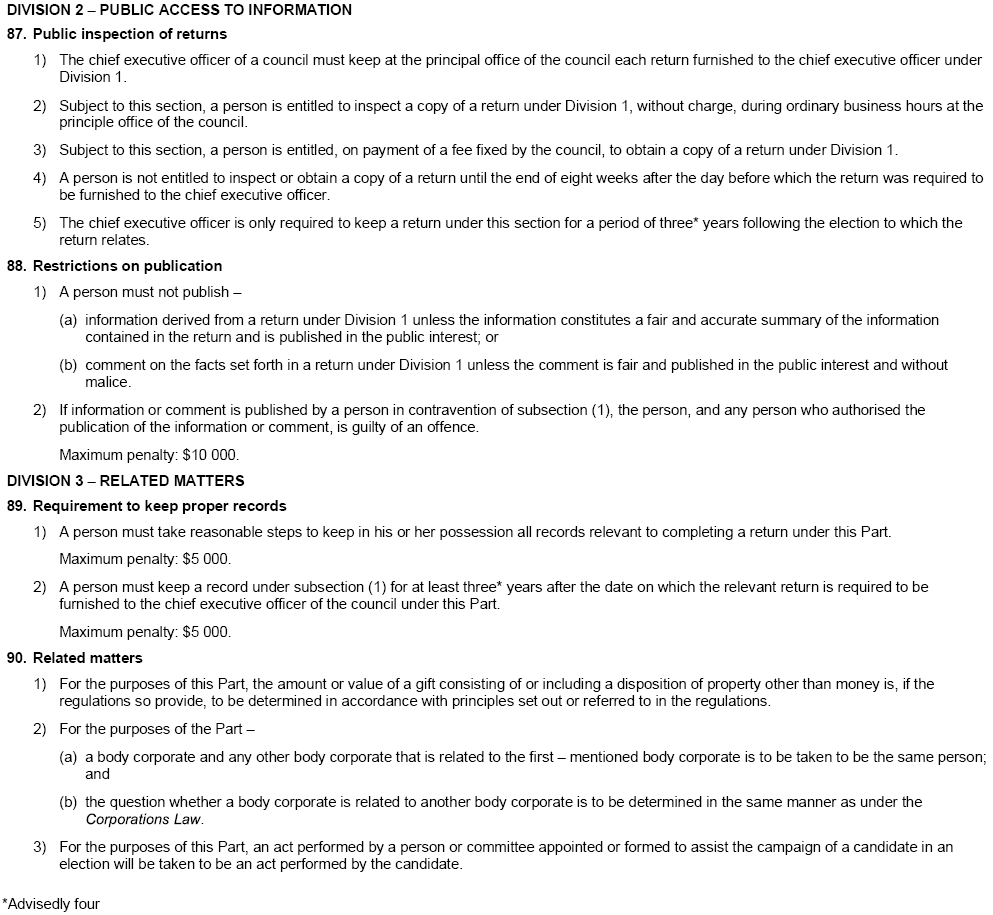 DIVISION 2 – PUBLIC ACCESS TO INFORMATION
87. Public inspection of returns
1) The chief executive officer of a council must keep at the principal office of the council each return furnished to the chief executive officer under
Division 1.
2) Subject to this section, a person is entitled to inspect a copy of a return under Division 1, without charge, during ordinary business hours at the
principle office of the council.
3) Subject to this section, a person is entitled, on payment of a fee fixed by the council, to obtain a copy of a return under Division 1.
4) A person is not entitled to inspect or obtain a copy of a return until the end of eight weeks after the day before which the return was required to
be furnished to the chief executive officer.
5) The chief executive officer is only required to keep a return under this section for a period of three* years following the election to which the
return relates.
88. Restrictions on publication
1) A person must not publish –
(a) information derived from a return under Division 1 unless the information constitutes a fair and accurate summary of the information
contained in the return and is published in the public interest; or
(b) comment on the facts set forth in a return under Division 1 unless the comment is fair and published in the public interest and without
malice.
2) If information or comment is published by a person in contravention of subsection (1), the person, and any person who authorised the
publication of the information or comment, is guilty of an offence.
Maximum penalty: $10 000.
DIVISION 3 – RELATED MATTERS
89. Requirement to keep proper records
1) A person must take reasonable steps to keep in his or her possession all records relevant to completing a return under this Part.
Maximum penalty: $5 000.
2) A person must keep a record under subsection (1) for at least three* years after the date on which the relevant return is required to be
furnished to the chief executive officer of the council under this Part.
Maximum penalty: $5 000.
90. Related matters
1) For the purposes of this Part, the amount or value of a gift consisting of or including a disposition of property other than money is, if the
regulations so provide, to be determined in accordance with principles set out or referred to in the regulations.
2) For the purposes of the Part –
(a) a body corporate and any other body corporate that is related to the first – mentioned body corporate is to be taken to be the same person;
and
(b) the question whether a body corporate is related to another body corporate is to be determined in the same manner as under the
Corporations Law.
3) For the purposes of this Part, an act performed by a person or committee appointed or formed to assist the campaign of a candidate in an
election will be taken to be an act performed by the candidate.
*Advisedly four